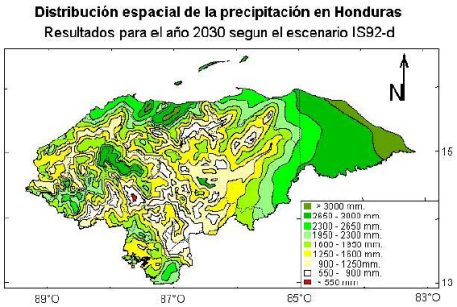 Distribución espacial de la precipitación en Honduras
Resultados para el año 2030 segun el escenario IS92-d
N
15
13
> 3000 mm.
2650 - 3000 mm.
2300 - 2650 mm.
1950 - 2300 mm.
1600 - 1950 mm.
1250 - 1600 mm.
900 - 1250mm.
550 - 900 mm.
> 550 mm
89°O 87°O 85°O 83°O